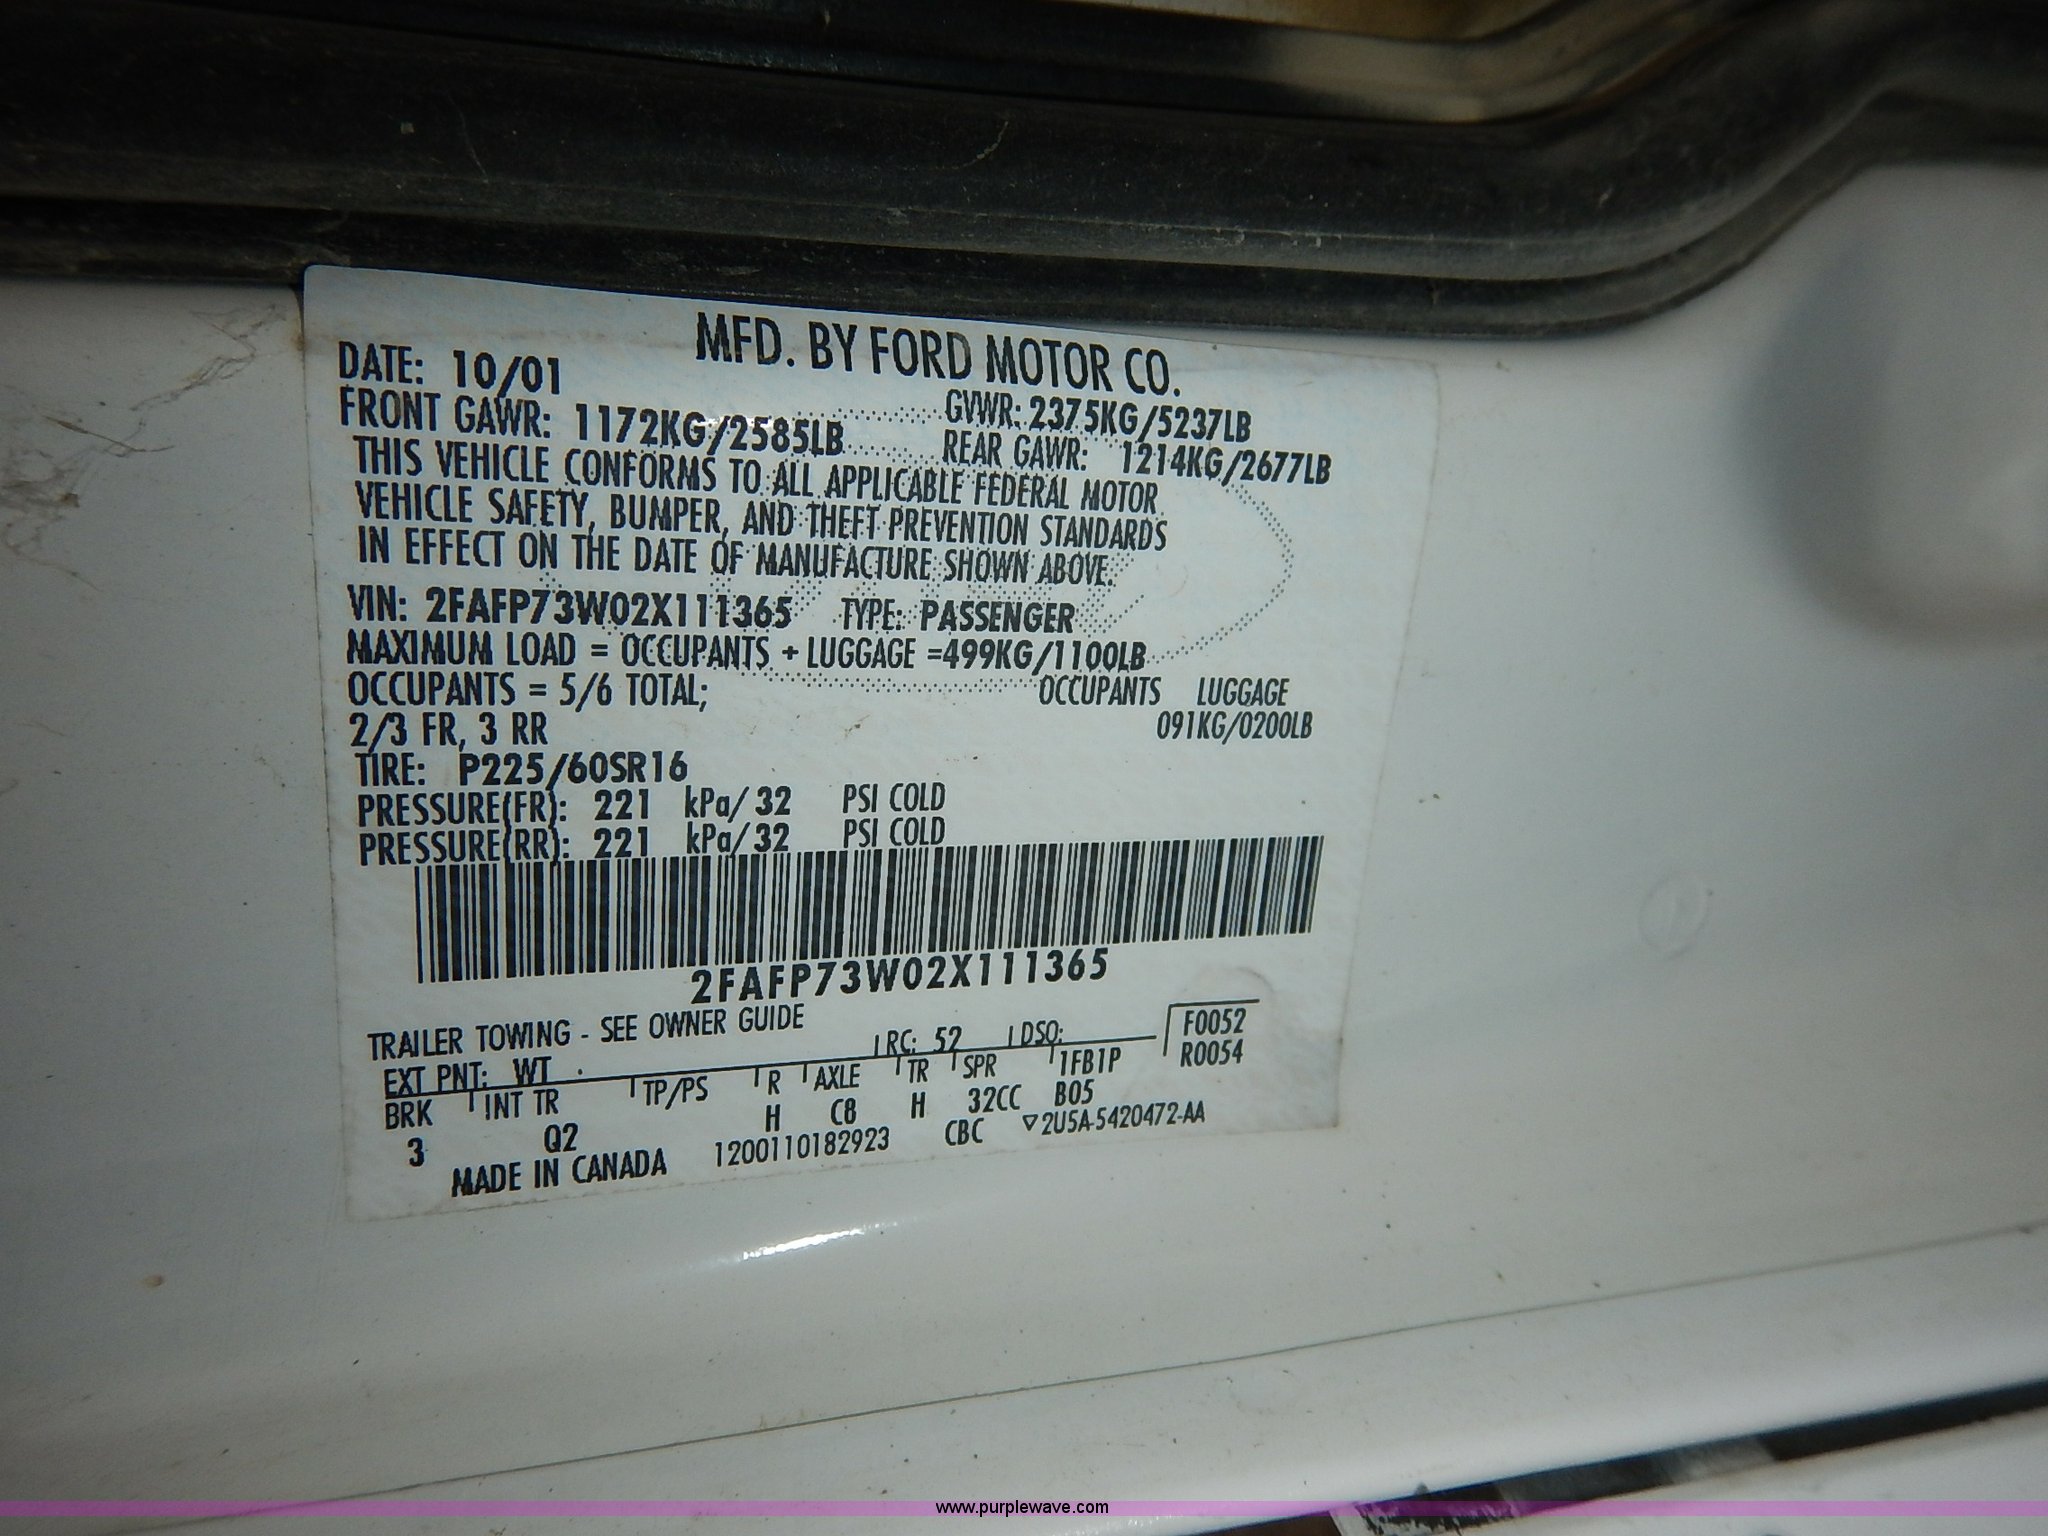 MFD. BY FORD MOTOR CO.
DATE: 10/01
GVWR: 2375KG/5237LB
FRONT GAWR: 1172KG/2585LB
REAR GAWR: 1214KG/2677LB
THIS VEHICLE CONFORMS TO ALL APPLICABLE FEDERAL MOTOR
VEHICLE SAFETY, BUMPER, AND THEFT PREVENTION STANDARDS
IN EFFECT ON THE DATE OF MANUFACTURE SHOWN ABOVE.
VIN: 2FAFP73W02X111365 TYPE: PASSENGER
MAXIMUM LOAD = OCCUPANTS + LUGGAGE =499KG/1100LB
OCCUPANTS = 5/6 TOTAL; OCCUPANTS LUGGAGE
2/3 FR, 3 RR 091KG/0200LB
TIRE: P225/60SR16
PRESSURE(FR): 221 kPa/ 32 PSI COLD
PRESSURE(RR): 221 kPa/ 32 PSI COLD
2FAFP73W02X111365
TRAILER TOWING - SEE OWNER GUIDE
F0052
EXT PNT: WT RC: 52 DSO:
R0054
BRK INT TR TP/PS R AXLE TR SPR 1FB1P
3 Q2 H C8 H 32CC B05
MADE IN CANADA 1200110182923 CBC ▽2U5A-5420472-AA
www.purplewave.com